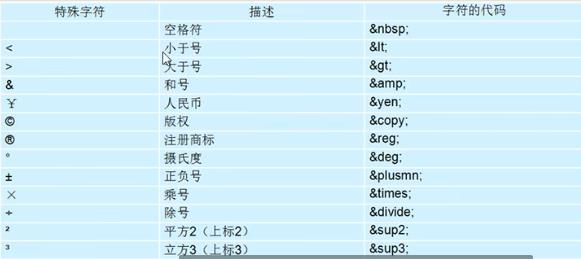 特殊字符 描述 字符的代码
空格符 &nbsp;
< 小于号 &lt;
> 大于号 &gt;
& 和号 &amp;
￥ 人民币 &yen;
© 版权 &copy;
® 注册商标 &reg;
° 摄氏度 &deg;
± 正负号 &plusmn;
× 乘号 &times;
÷ 除号 &divide;
² 平方2（上标2） &sup2;
³ 立方3（上标3） &sup3;